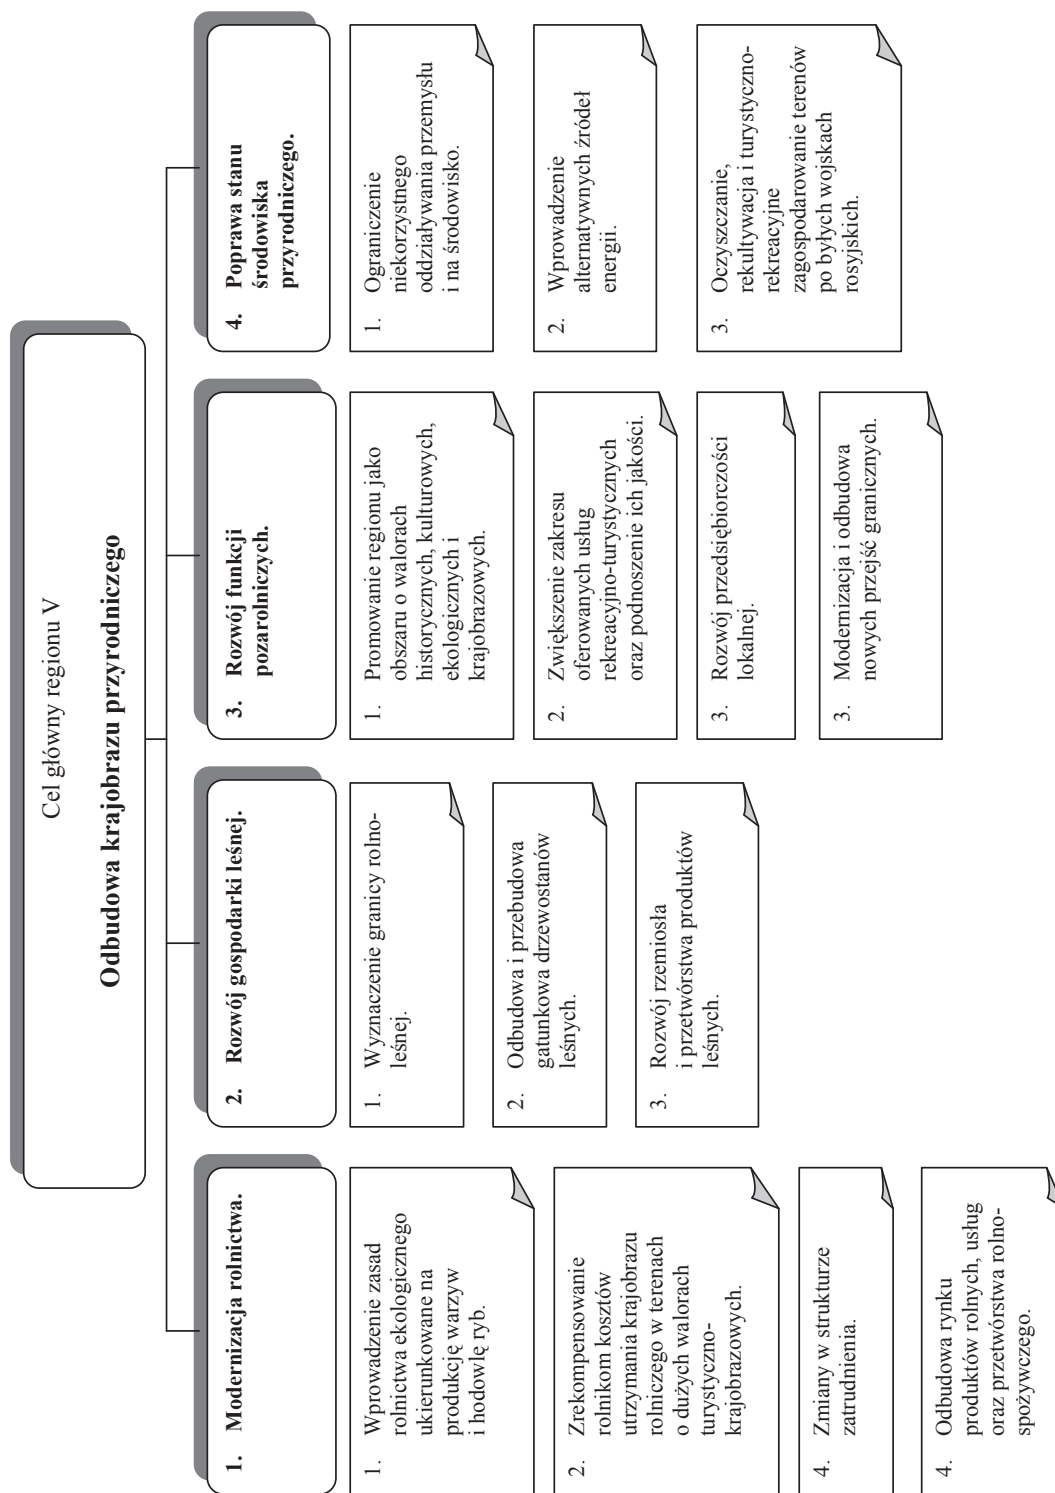 Cel główny regionu V
Odbudowa krajobrazu przyrodniczego
1. Modernizacja rolnictwa.
1. Wprowadzenie zasad
rolnictwa ekologicznego
ukierunkowane na
produkcję warzyw
i hodowlę ryb.
2. Zrekompensowanie
rolnikom kosztów
utrzymania krajobrazu
rolniczego w terenach
o dużych walorach
turystyczno-
krajobrazowych.
4. Zmiany w strukturze
zatrudnienia.
4. Odbudowa rynku
produktów rolnych, usług
oraz przetwórstwa rolno-
spożywczego.
2. Rozwój gospodarki leśnej.
1. Wyznaczenie granicy rolno-
leśnej.
2. Odbudowa i przebudowa
gatunkowa drzewostanów
leśnych.
3. Rozwój rzemiosła
i przetwórstwa produktów
leśnych.
3. Rozwój funkcji
pozarolniczych.
1. Promowanie regionu jako
obszaru o walorach
historycznych, kulturowych,
ekologicznych i
krajobrazowych.
2. Zwiększenie zakresu
oferowanych usług
rekreacyjno-turystycznych
oraz podnoszenie ich jakości.
3. Rozwój przedsiębiorczości
lokalnej.
3. Modernizacja i odbudowa
nowych przejść granicznych.
4. Poprawa stanu
środowiska
przyrodniczego.
1. Ograniczenie
niekorzystnego
oddziaływania przemysłu
i na środowisko.
2. Wprowadzenie
alternatywnych źródeł
energii.
3. Oczyszczanie,
rekultywacja i turystyczno-
rekreacyjne
zagospodarowanie terenów
po byłych wojskach
rosyjskich.